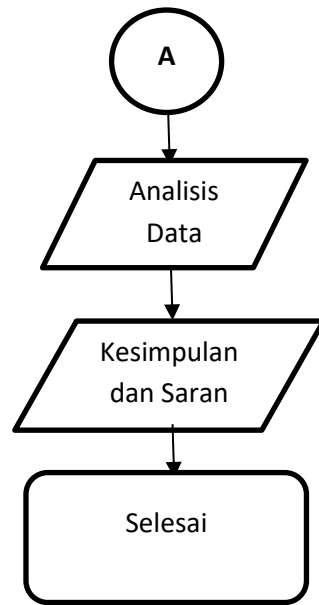 A
Analisis
Data
Kesimpulan
dan Saran
Selesai